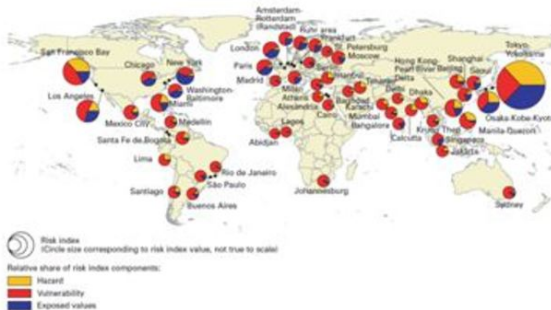 Amsterdam-
Rotterdam
(Randstad)
Ruhr area
Frankfurt
St. Petersburg
Moscow
London
Paris
Madrid
Milan
Athens
Istanbul
Cairo
Baghdad
Teheran
Karachi
Delhi
Mumbai
Bangalore
Dhaka
Calcutta
Hong Kong-
Pearl River
Delta
Beijing
Shanghai
Seoul
Tokyo-
Yokohama
Osaka-Kobe-Kyoto
Manila-Quezon
Krung Thep
Singapore
Jakarta
Sydney
San Francisco Bay
Los Angeles
Chicago
New York
Washington-
Baltimore
Miami
Mexico City
Medellin
Santa Fé de Bogotá
Lima
Rio de Janeiro
São Paulo
Santiago
Buenos Aires
Abidjan
Lagos
Johannesburg
Risk index
(Circle size corresponding to risk index value, not true to scale)
Relative share of risk index components:
Hazard
Vulnerability
Exposed values